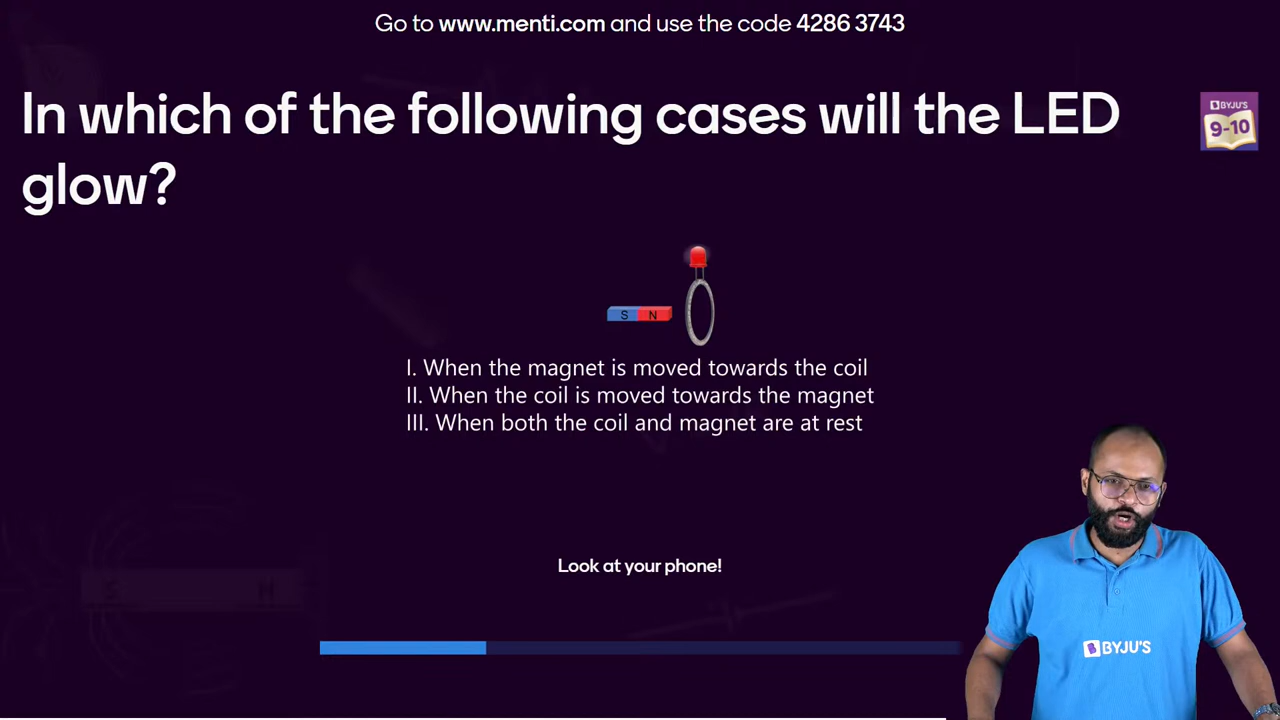 Go to www.menti.com and use the code 4286 3743
In which of the following cases will the LED
glow?
BYJU'S
9-10
S N
I. When the magnet is moved towards the coil
II. When the coil is moved towards the magnet
III. When both the coil and magnet are at rest
Look at your phone!
S
BYJU'S